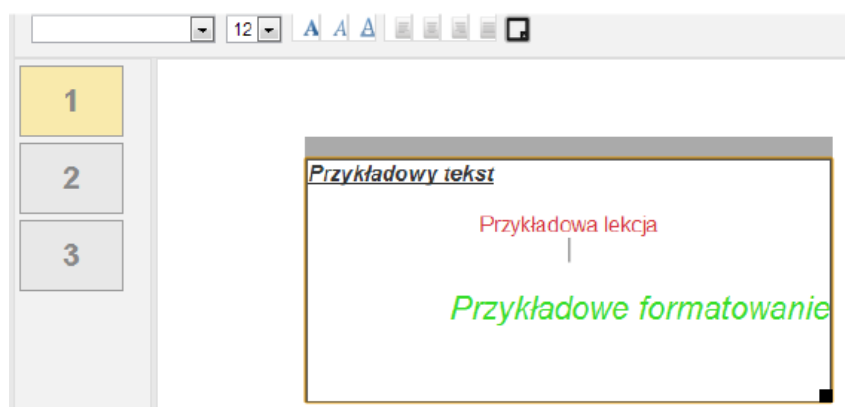 12 A A A
1
2
3
Przykładowy tekst
Przykładowa lekcja
Przykładowe formatowanie